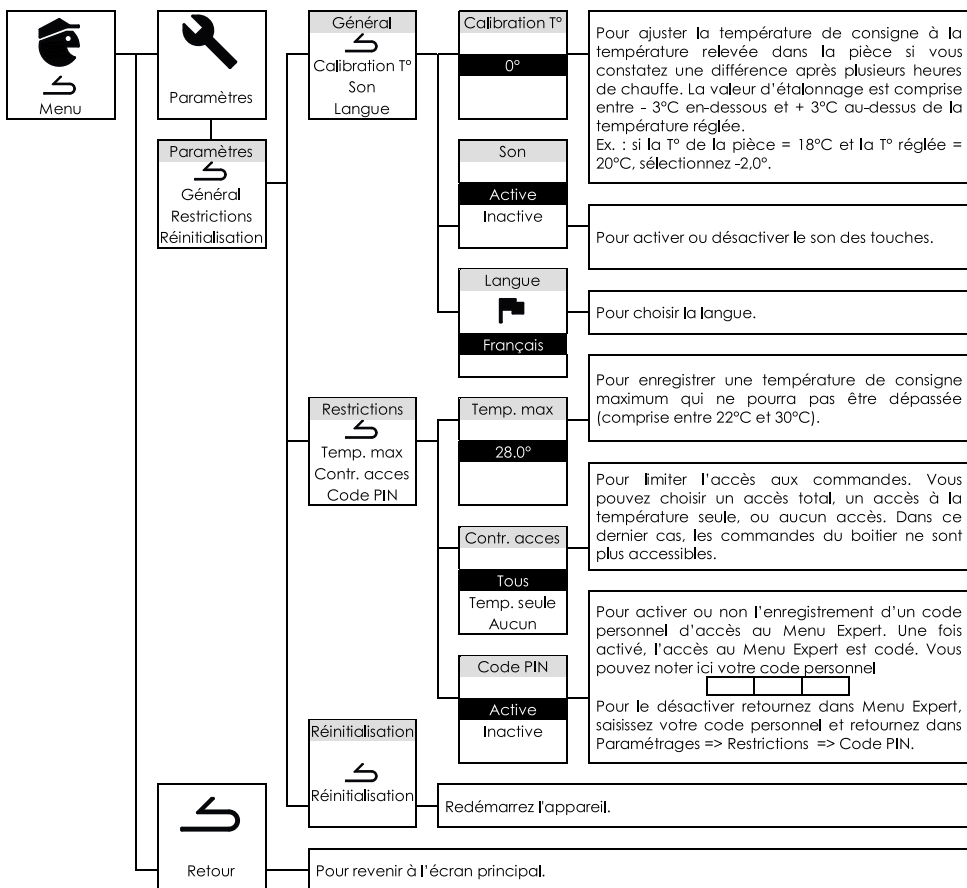 Menu
Paramètres
Paramètres
Général
Restrictions
Réinitialisation
Général
Calibration T°
Son
Langue
Calibration T°
0°
Pour ajuster la température de consigne à la
température relevée dans la pièce si vous
constatez une différence après plusieurs heures
de chauffe. La valeur d'étalonnage est comprise
entre - 3°C en-dessous et + 3°C au-dessus de la
température réglée.
Ex. : si la T° de la pièce = 18°C et la T° réglée =
20°C, sélectionnez -2,0°.
Son
Active
Inactive
Pour activer ou désactiver le son des touches.
Langue
Français
Pour choisir la langue.
Restrictions
Temp. max
Contr. acces
Code PIN
Temp. max
28.0°
Pour enregistrer une température de consigne
maximum qui ne pourra pas être dépassée
(comprise entre 22°C et 30°C).
Contr. acces
Tous
Temp. seule
Aucun
Pour limiter l'accès aux commandes. Vous
pouvez choisir un accès total, un accès à la
température seule, ou aucun accès. Dans ce
dernier cas, les commandes du boitier ne sont
plus accessibles.
Code PIN
Active
Inactive
Pour activer ou non l'enregistrement d'un code
personnel d'accès au Menu Expert. Une fois
activé, l'accès au Menu Expert est codé. Vous
pouvez noter ici votre code personnel
Pour le désactiver retournez dans Menu Expert,
saisissez votre code personnel et retournez dans
Paramétrages => Restrictions => Code PIN.
Réinitialisation
Réinitialisation
Redémarrez l'appareil.
Retour
Pour revenir à l'écran principal.